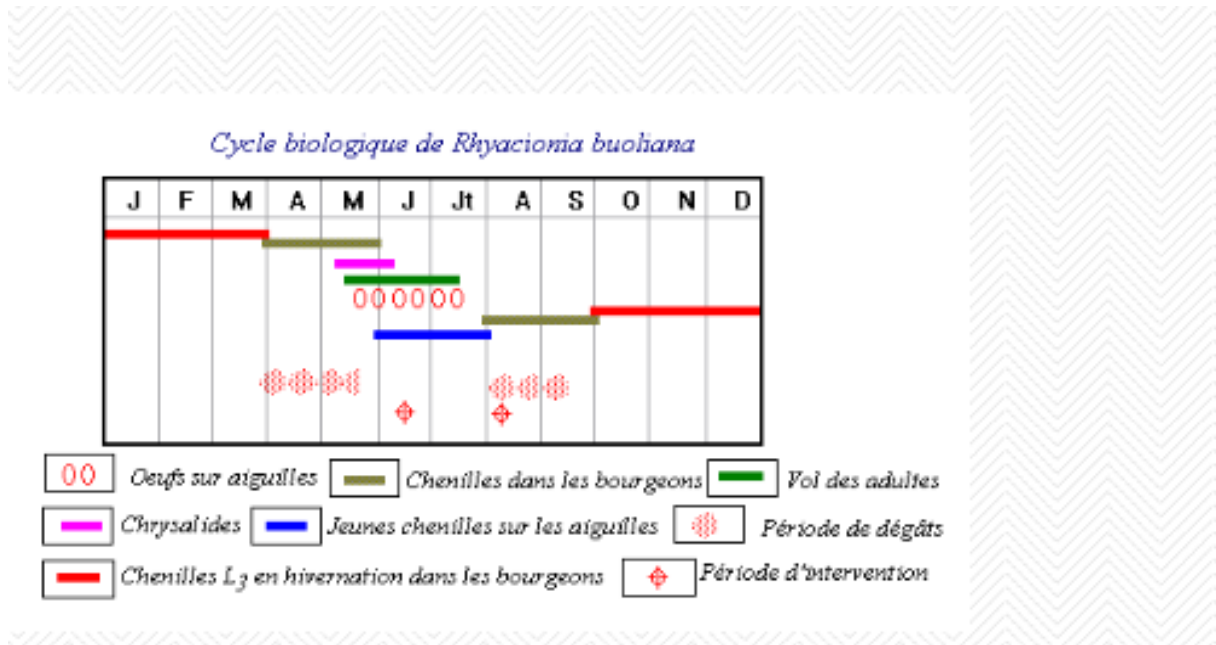 Cycle biologique de Rhyacionia buoliana
J F M A M J Jt A S O N D
Oeufs sur aiguilles Chenilles dans les bourgeons Vol des adultes
Chrysalides Jeunes chenilles sur les aiguilles Période de dégâts
Chenilles L3 en hivernation dans les bourgeons Période d'intervention